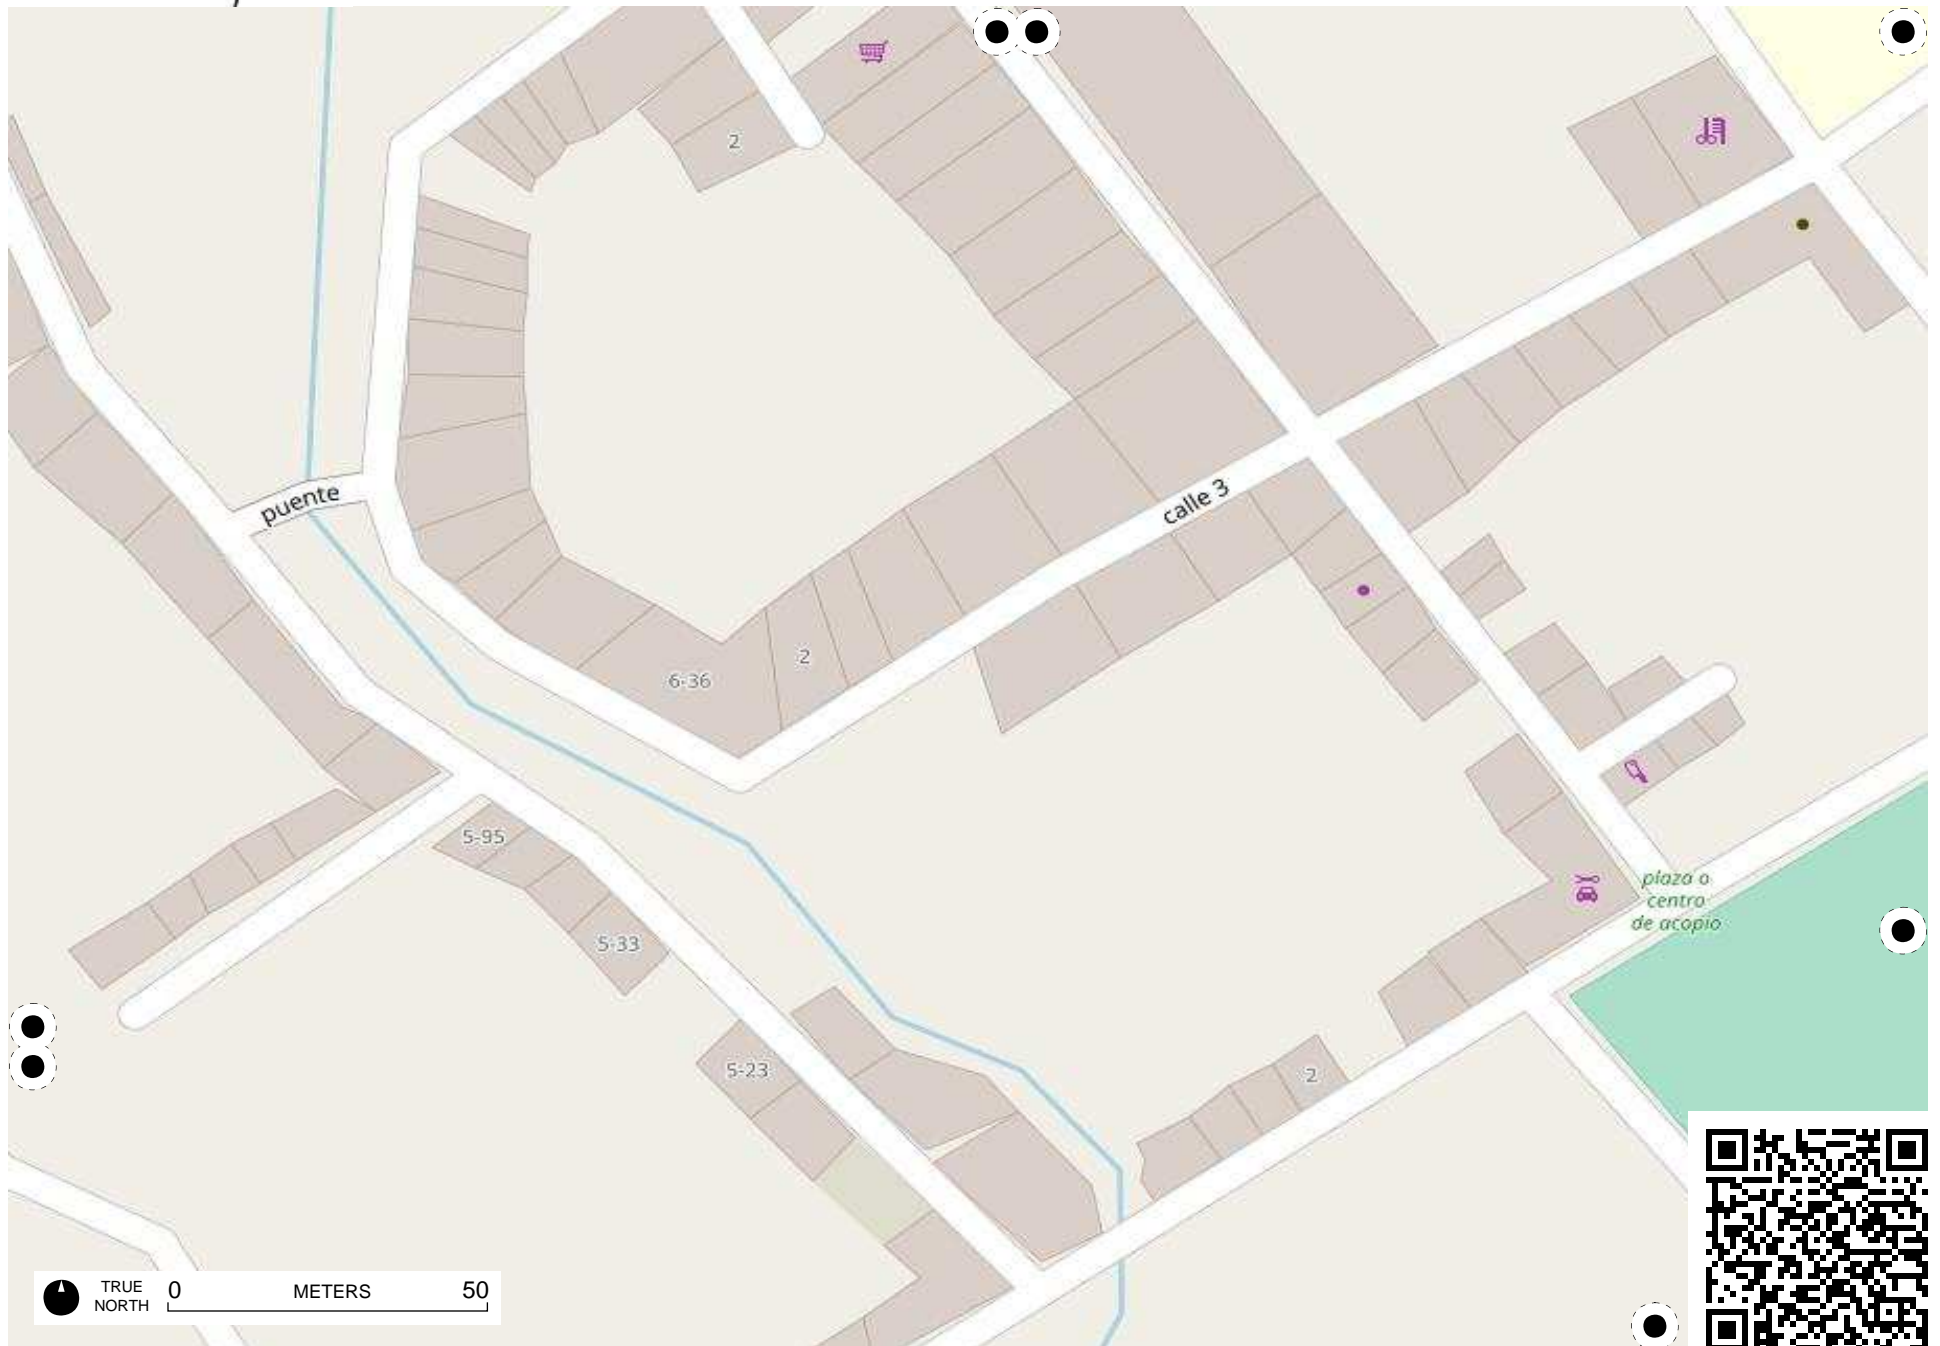 2
puente
calle 3
2
6-36
5-95
plaza o
centro
de acopio
5-33
5-23
2
TRUE
NORTH
0
METERS
50